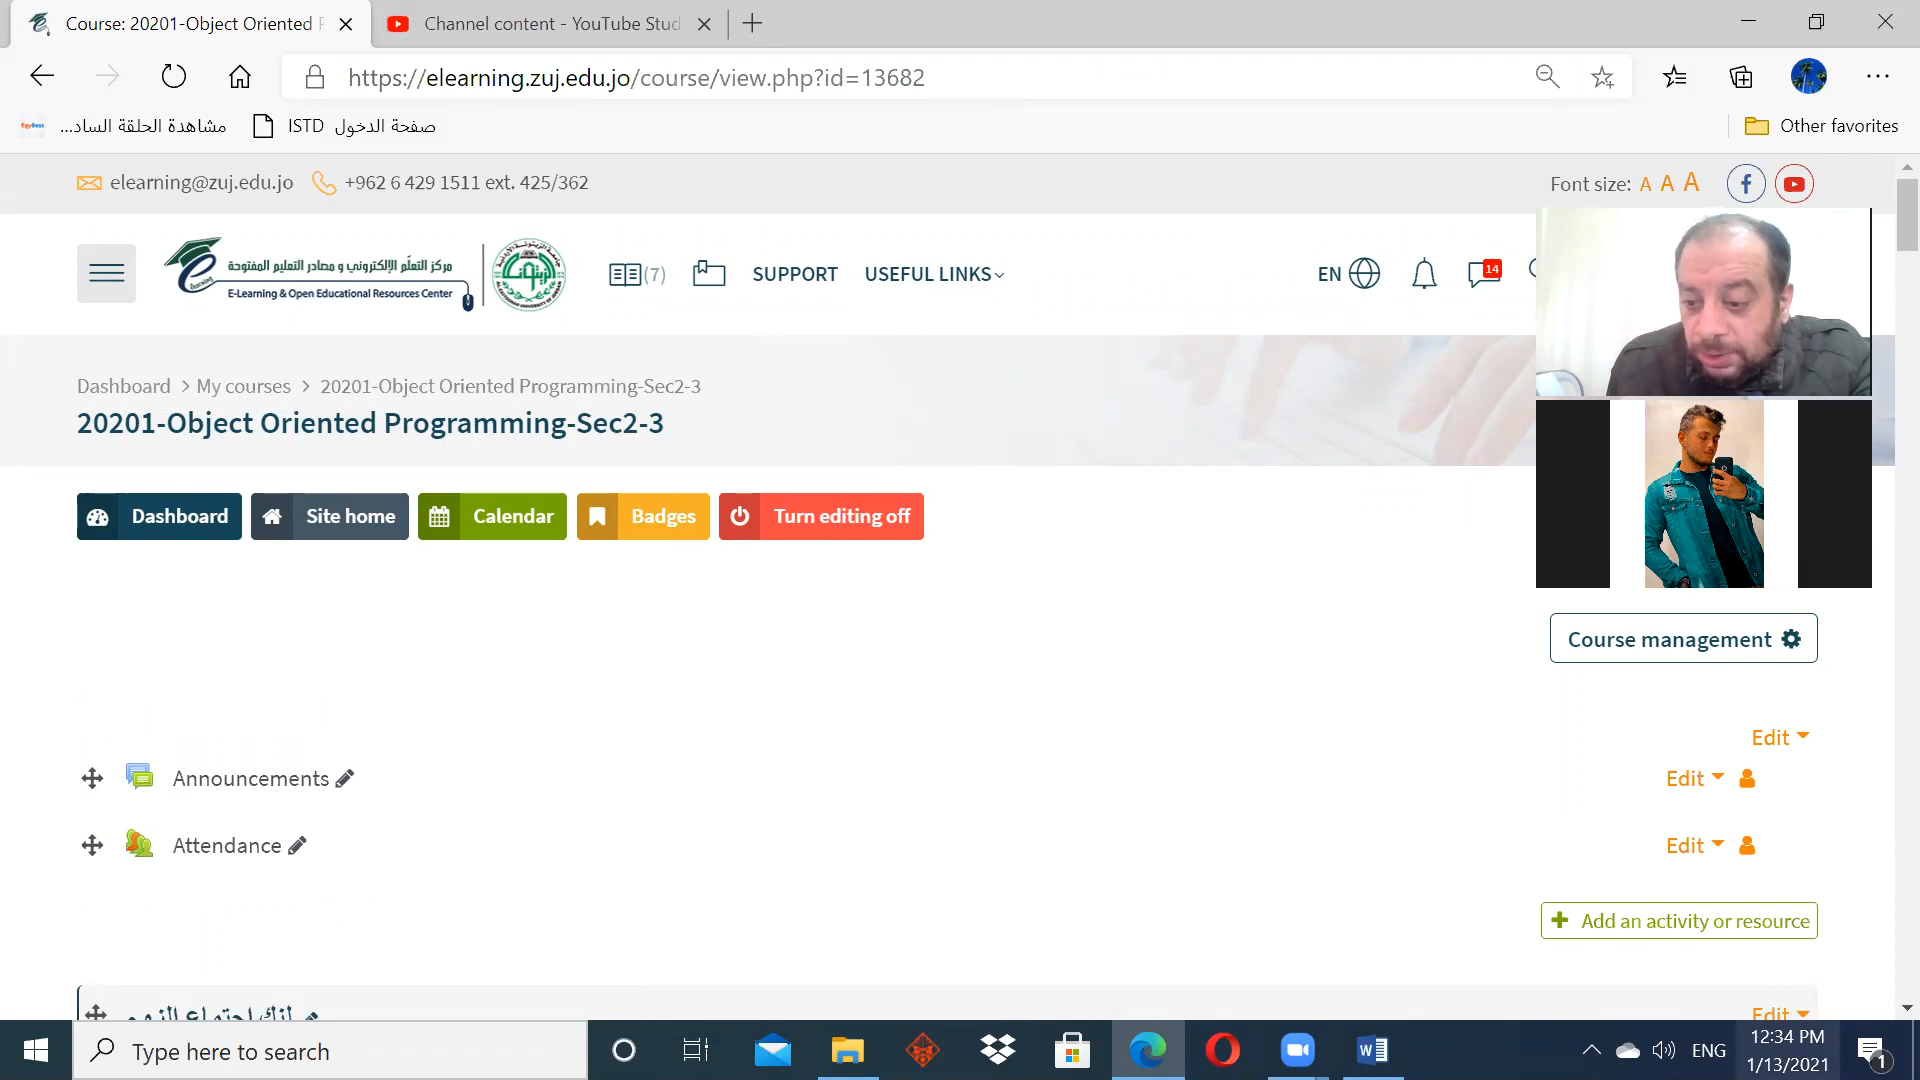 Course: 20201-Object Oriented P
Channel content - YouTube Stud
https://elearning.zuj.edu.jo/course/view.php?id=13682
مشاهدة الحلقة الساد...
صفحة الدخول ISTD
Other favorites
elearning@zuj.edu.jo
+962 6 429 1511 ext. 425/362
Font size: A A A
مركز التعلّم الإلكتروني و مصادر التعليم المفتوحة
E-Learning & Open Educational Resources Center
(7)
SUPPORT
USEFUL LINKS
EN
14
Dashboard > My courses > 20201-Object Oriented Programming-Sec2-3
20201-Object Oriented Programming-Sec2-3
Dashboard
Site home
Calendar
Badges
Turn editing off
Course management
Edit
Announcements
Edit
Attendance
Edit
Add an activity or resource
Edit
Type here to search
ENG
12:34 PM
1/13/2021
1